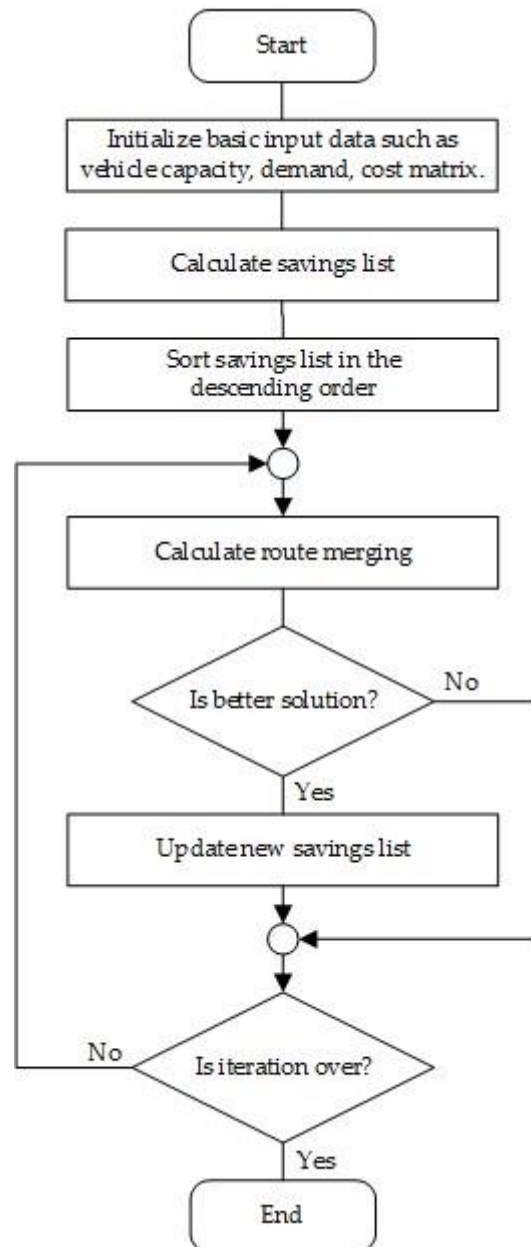 Start
Initialize basic input data such as
vehicle capacity, demand, cost matrix.
Calculate savings list
Sort savings list in the
descending order
Calculate route merging
Is better solution?
No
Yes
Update new savings list
No
Is iteration over?
Yes
End